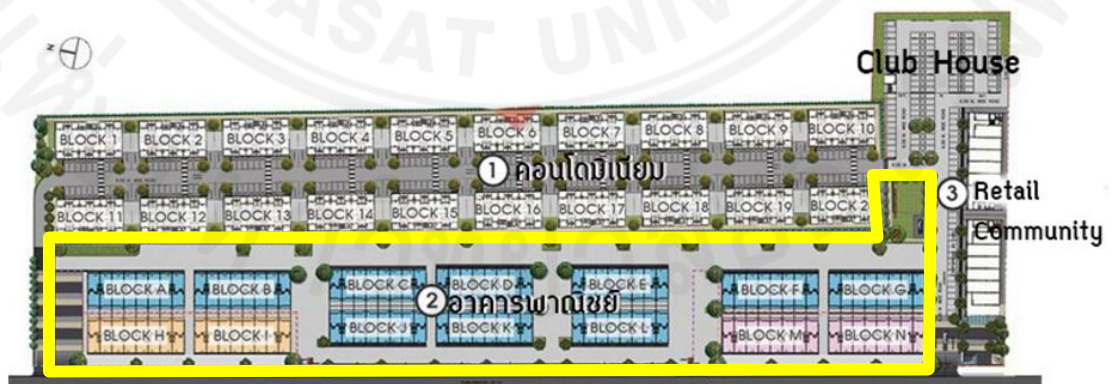 ASAT UNIV
N
Club House
BLOCK 1 BLOCK 2 BLOCK 3 BLOCK 4 BLOCK 5 BLOCK 6 BLOCK 7 BLOCK 8 BLOCK 9 BLOCK 10
1 คอนโดมิเนียม
BLOCK 11 BLOCK 12 BLOCK 13 BLOCK 14 BLOCK 15 BLOCK 16 BLOCK 17 BLOCK 18 BLOCK 19 BLOCK 2
3 Retail
Community
BLOCK A BLOCK B BLOCK C BLOCK D BLOCK E BLOCK F BLOCK G
2 อาคารพาณิชย์
BLOCK H BLOCK I BLOCK J BLOCK K BLOCK L BLOCK M BLOCK N